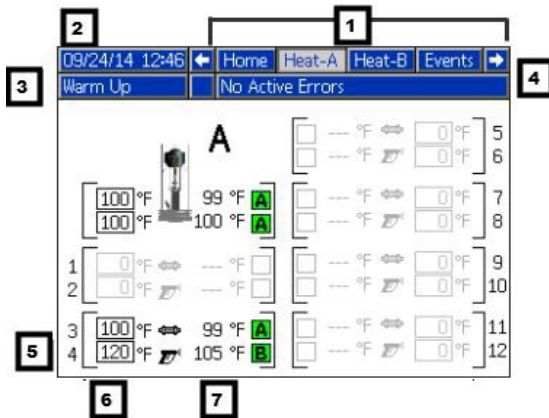 1
2
09/24/14 12:46 Home Heat-A Heat-B Events
3
Warm Up No Active Errors
4
A
--- °F 0 °F 5
--- °F 0 °F 6
100 °F 99 °F A
100 °F 100 °F A
--- °F 0 °F 7
--- °F 0 °F 8
1 0 °F --- °F
2 0 °F --- °F
--- °F 0 °F 9
--- °F 0 °F 10
3 100 °F 99 °F A
4 120 °F 105 °F B
--- °F 0 °F 11
--- °F 0 °F 12
5
6
7